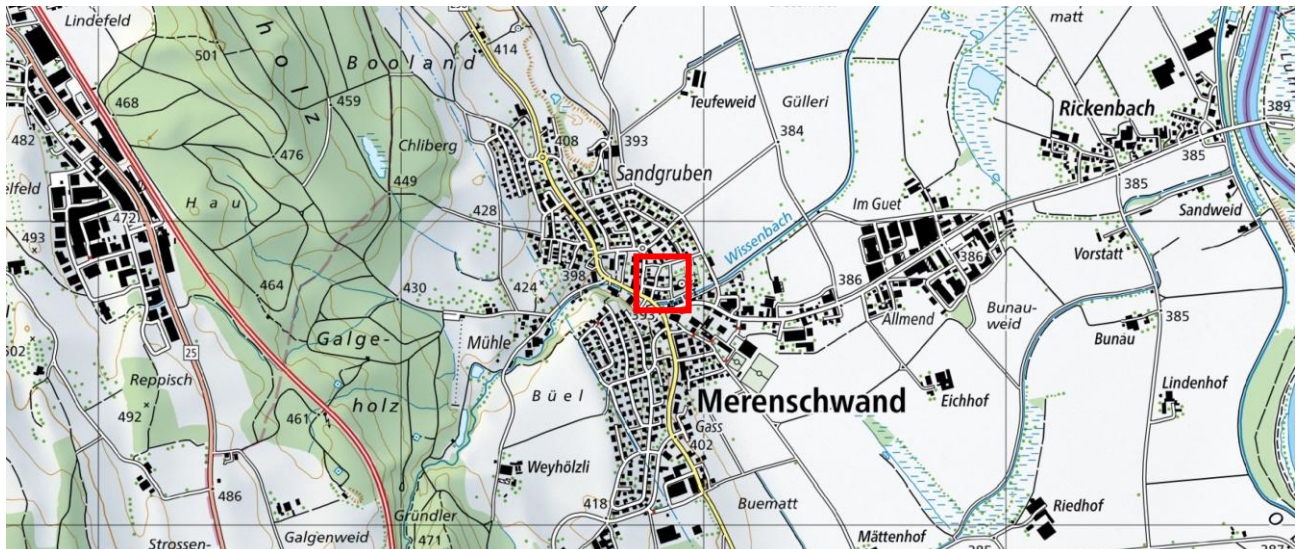 Lindefeld
414
matt
501
h
o
l
z
Booland
468
459
Teufeweid
Gülleri
Rickenbach
389
482
408
393
384
476
Chliberg
385
Sandgruben
449
385
elfeld
Hau
472
428
Im Guet
Sandweid
493
Wissenbach
Vorstatt
386
464
430
424
398
386
Bunau-
weid
Allmend
385
Galge-
Mühle
Bunau
502
25
Reppisch
Büel
Merenschwand
Eichhof
Lindenhof
492
461
holz
Gass
402
Weyhölzli
486
418
Buematt
Riedhof
Gründler
Mättenhof
Strossen-
Galgenweid
471
385